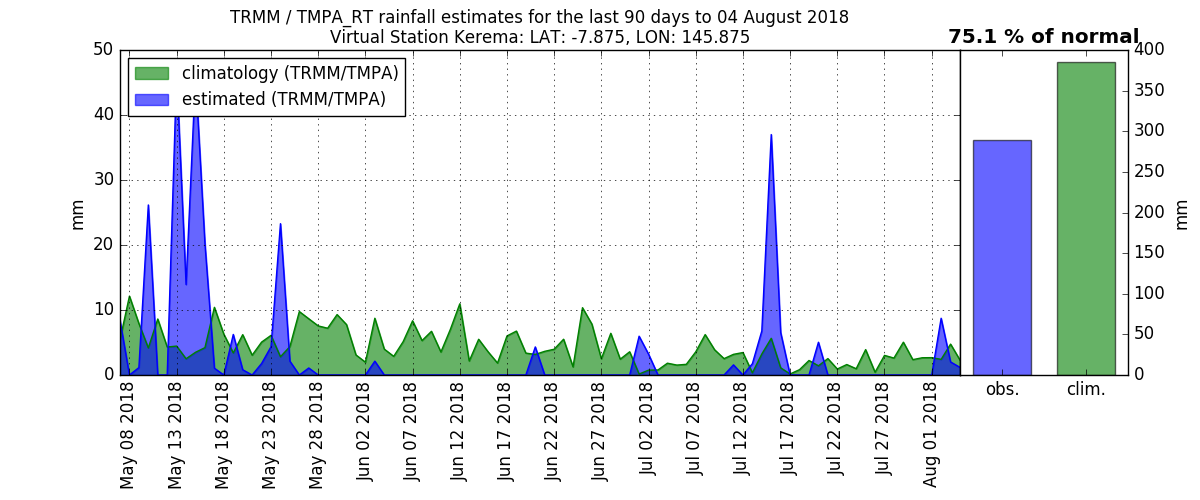 TRMM / TMPA_RT rainfall estimates for the last 90 days to 04 August 2018
Virtual Station Kerema: LAT: -7.875, LON: 145.875
75.1 % of normal
climatology (TRMM/TMPA)
estimated (TRMM/TMPA)
mm
50
40
30
20
10
0
May 08 2018
May 13 2018
May 18 2018
May 23 2018
May 28 2018
Jun 02 2018
Jun 07 2018
Jun 12 2018
Jun 17 2018
Jun 22 2018
Jun 27 2018
Jul 02 2018
Jul 07 2018
Jul 12 2018
Jul 17 2018
Jul 22 2018
Jul 27 2018
Aug 01 2018
obs.
clim.
400
350
300
250
200
150
100
50
0
mm